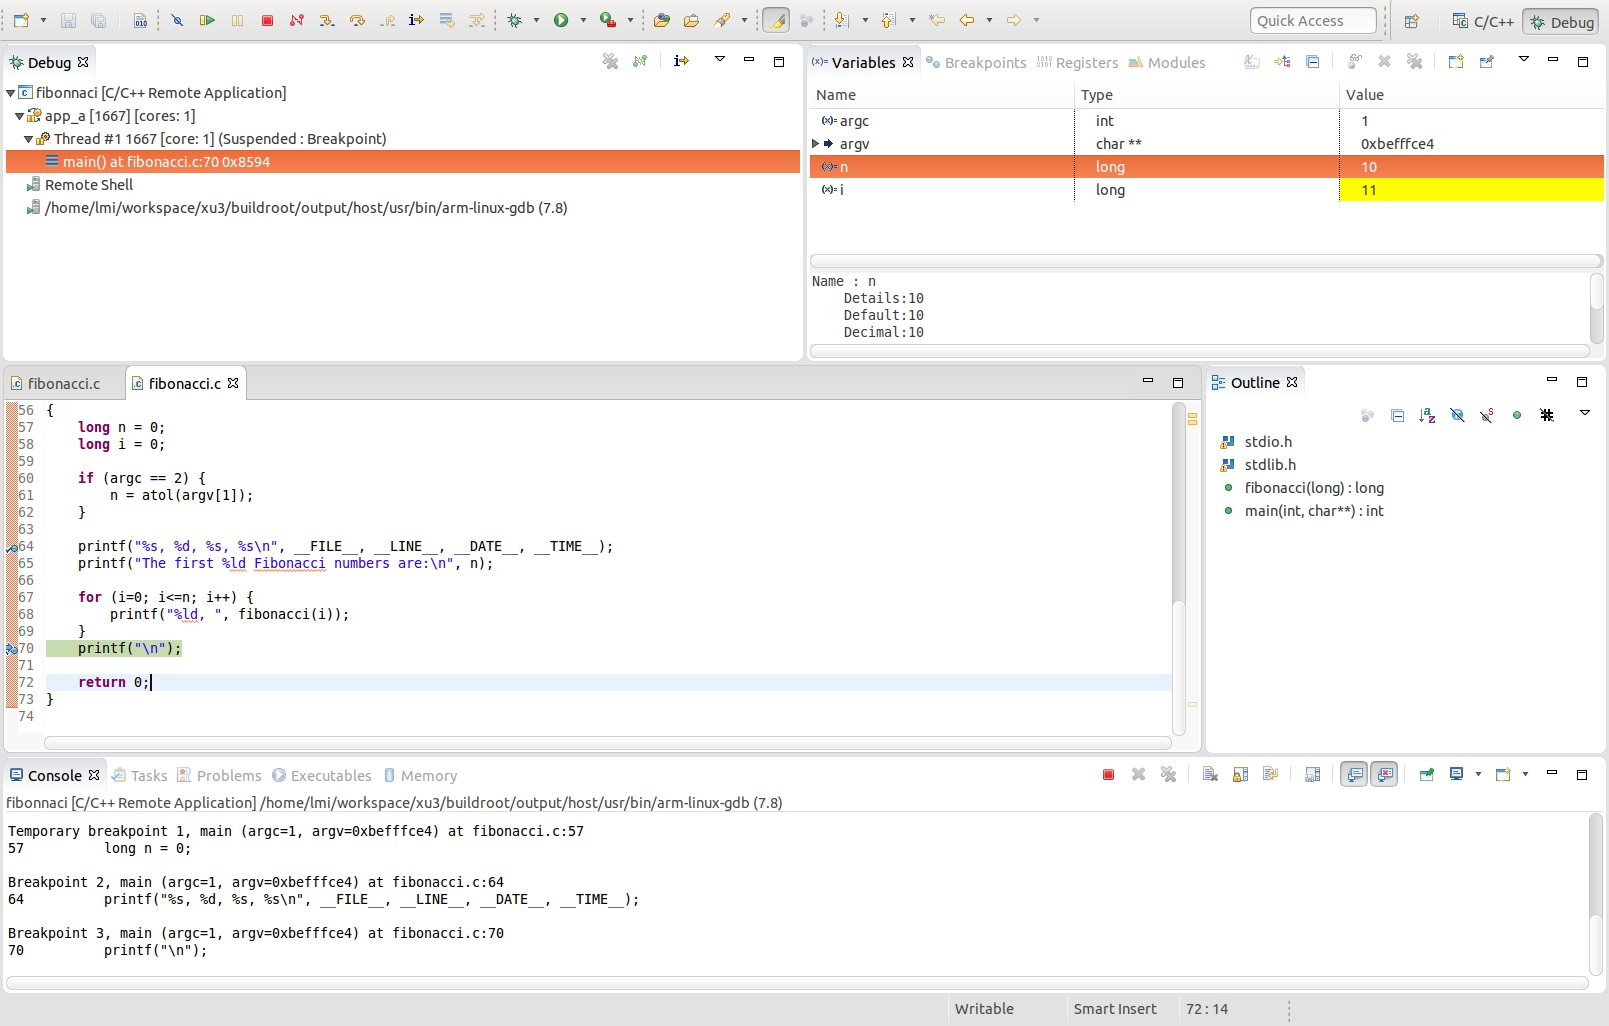 Quick Access
C/C++
Debug
Debug
fibonnaci [C/C++ Remote Application]
app_a [1667] [cores: 1]
Thread #1 1667 [core: 1] (Suspended : Breakpoint)
main() at fibonacci.c:70 0x8594
Remote Shell
/home/lmi/workspace/xu3/buildroot/output/host/usr/bin/arm-linux-gdb (7.8)
(x)= Variables Breakpoints Registers Modules
Name Type Value
(x)= argc int 1
argv char ** 0xbefffce4
(x)= n long 10
(x)= i long 11
Name : n
Details:10
Default:10
Decimal:10
fibonacci.c fibonacci.c
56 {
57 long n = 0;
58 long i = 0;
59
60 if (argc == 2) {
61 n = atol(argv[1]);
62 }
63
64 printf("%s, %d, %s, %s\n", __FILE__, __LINE__, __DATE__, __TIME__);
65 printf("The first %ld Fibonacci numbers are:\n", n);
66
67 for (i=0; i<=n; i++) {
68 printf("%ld, ", fibonacci(i));
69 }
70 printf("\n");
71
72 return 0;
73 }
74
Outline
stdio.h
stdlib.h
fibonacci(long) : long
main(int, char**) : int
Console Tasks Problems Executables Memory
fibonnaci [C/C++ Remote Application] /home/lmi/workspace/xu3/buildroot/output/host/usr/bin/arm-linux-gdb (7.8)
Temporary breakpoint 1, main (argc=1, argv=0xbefffce4) at fibonacci.c:57
57 long n = 0;
Breakpoint 2, main (argc=1, argv=0xbefffce4) at fibonacci.c:64
64 printf("%s, %d, %s, %s\n", __FILE__, __LINE__, __DATE__, __TIME__);
Breakpoint 3, main (argc=1, argv=0xbefffce4) at fibonacci.c:70
70 printf("\n");
Writable Smart Insert 72 : 14